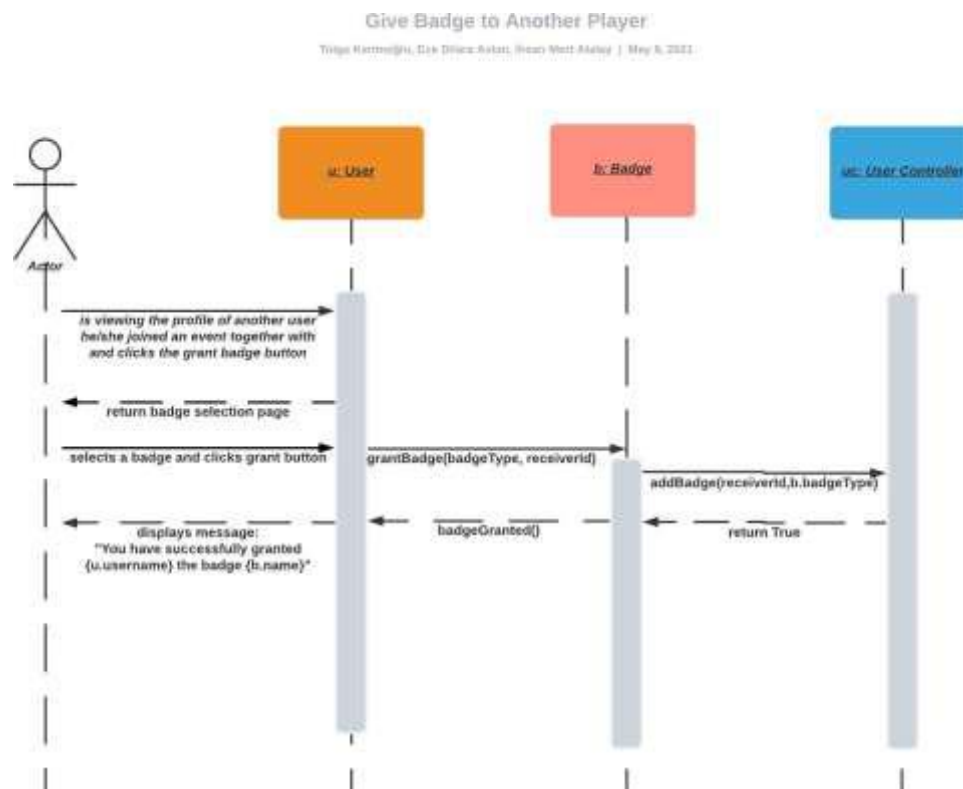 Give Badge to Another Player
May 9, 2021
u: User
b: Badge
uc: User Controller
Actor
is viewing the profile of another user
he/she joined an event together with
and clicks the grant badge button
return badge selection page
selects a badge and clicks grant button
grantBadge(badgeType, receiverId)
addBadge(receiverId,b.badgeType)
displays message:
"You have successfully granted
{u.username} the badge {b.name}"
badgeGranted()
return True